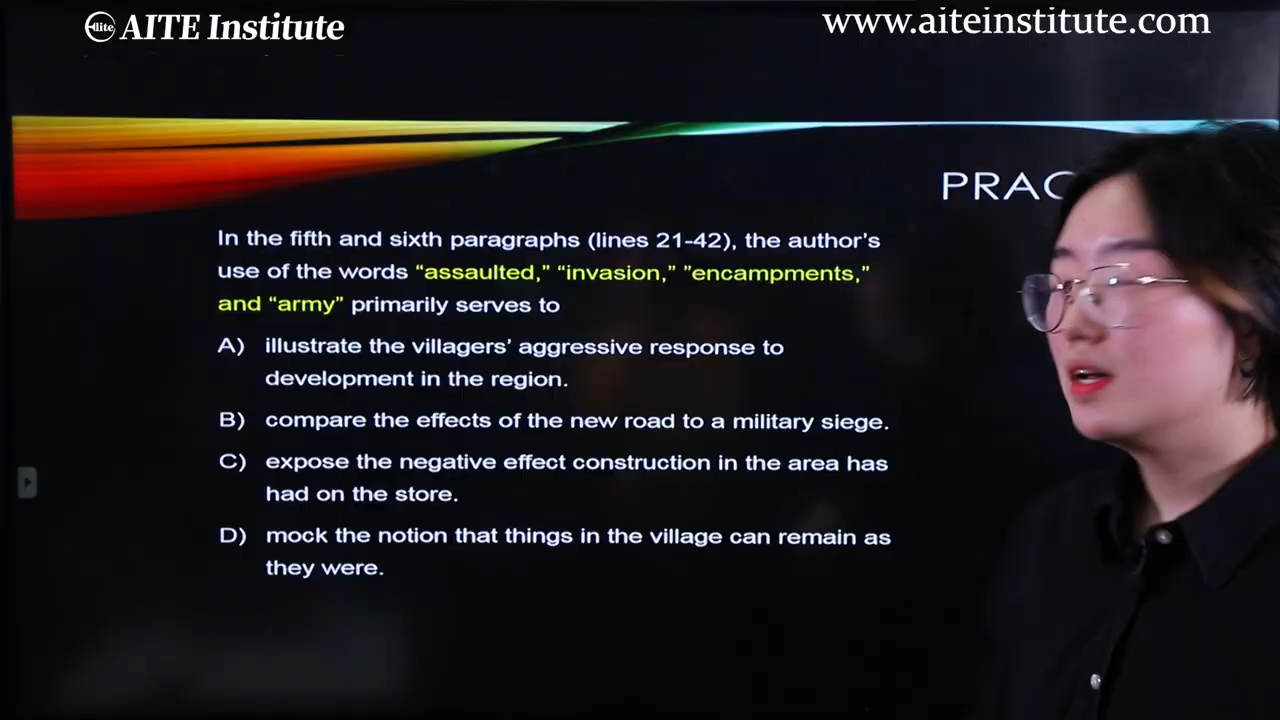 elite AITE Institute
www.aiteinstitute.com
In the fifth and sixth paragraphs (lines 21-42), the author's
use of the words “assaulted,” “invasion,” ”encampments,”
and “army” primarily serves to
A) illustrate the villagers’ aggressive response to
development in the region.
B) compare the effects of the new road to a military siege.
C) expose the negative effect construction in the area has
had on the store.
D) mock the notion that things in the village can remain as
they were.